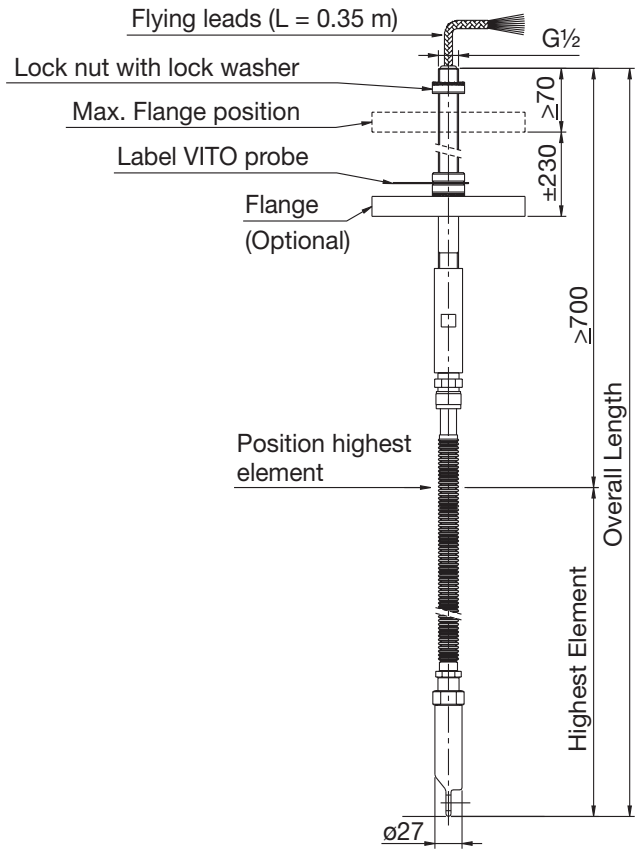 Flying leads (L = 0.35 m)
G½
Lock nut with lock washer
≥70
Max. Flange position
Label VITO probe
±230
Flange
(Optional)
≥700
Position highest
element
Overall Length
Highest Element
ø27